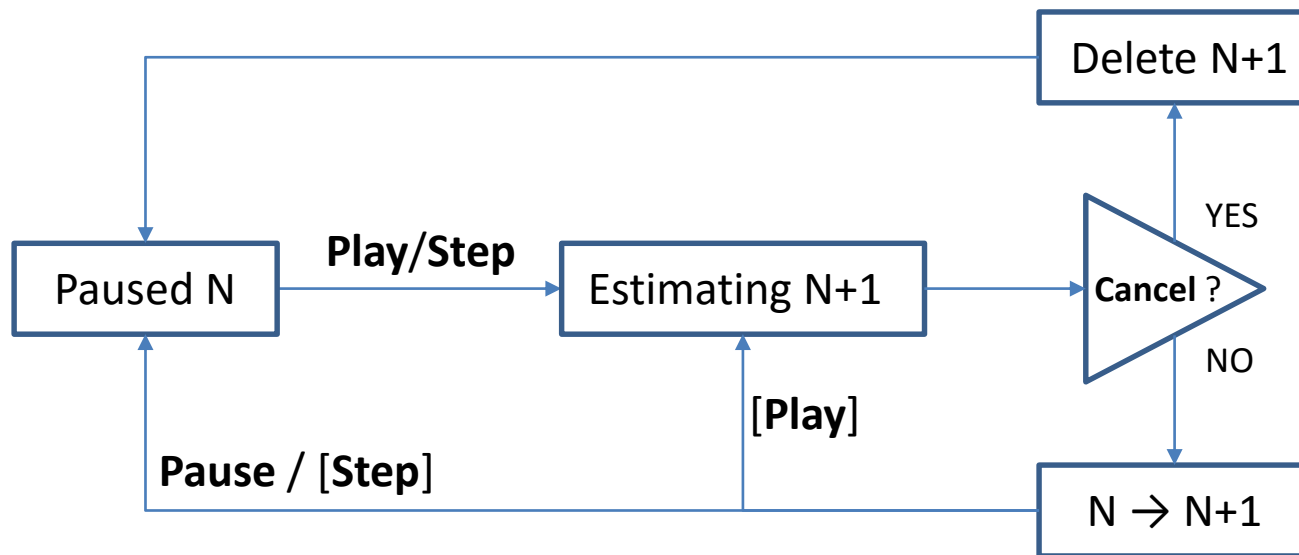 Delete N+1
YES
Play/Step
Paused N
Estimating N+1
Cancel ?
NO
[Play]
Pause / [Step]
N → N+1